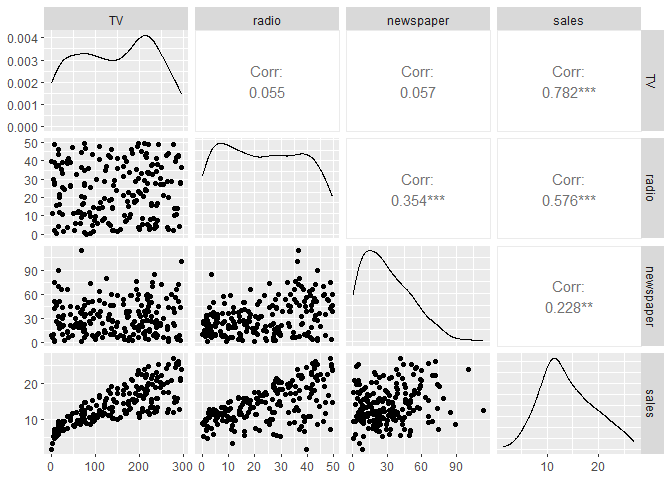 TV radio newspaper sales
0.004
0.003
0.002
0.001
0.000
Corr:
0.055
Corr:
0.057
Corr:
0.782***
TV
50
40
30
20
10
0
Corr:
0.354***
Corr:
0.576***
radio
90
60
30
0
Corr:
0.228**
newspaper
20
10
sales
0 100 200 300 0 10 20 30 40 50 0 30 60 90 10 20